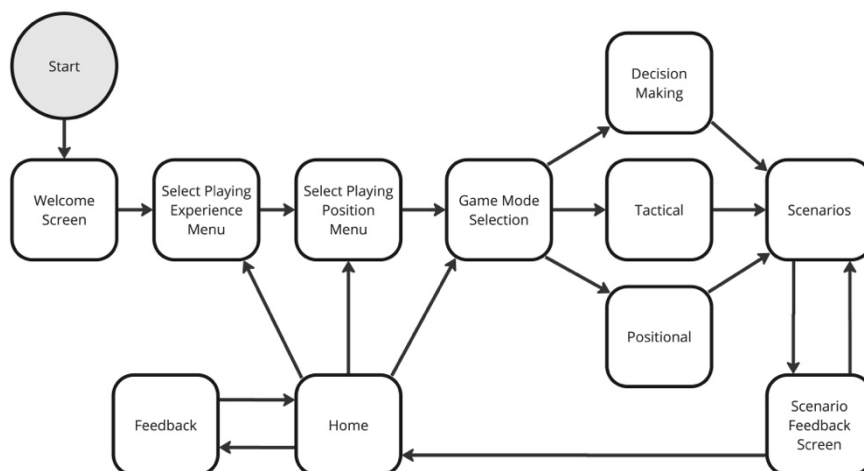 Start
Decision
Making
Welcome
Screen
Select Playing
Experience
Menu
Select Playing
Position
Menu
Game Mode
Selection
Tactical
Scenarios
Positional
Feedback
Home
Scenario
Feedback
Screen